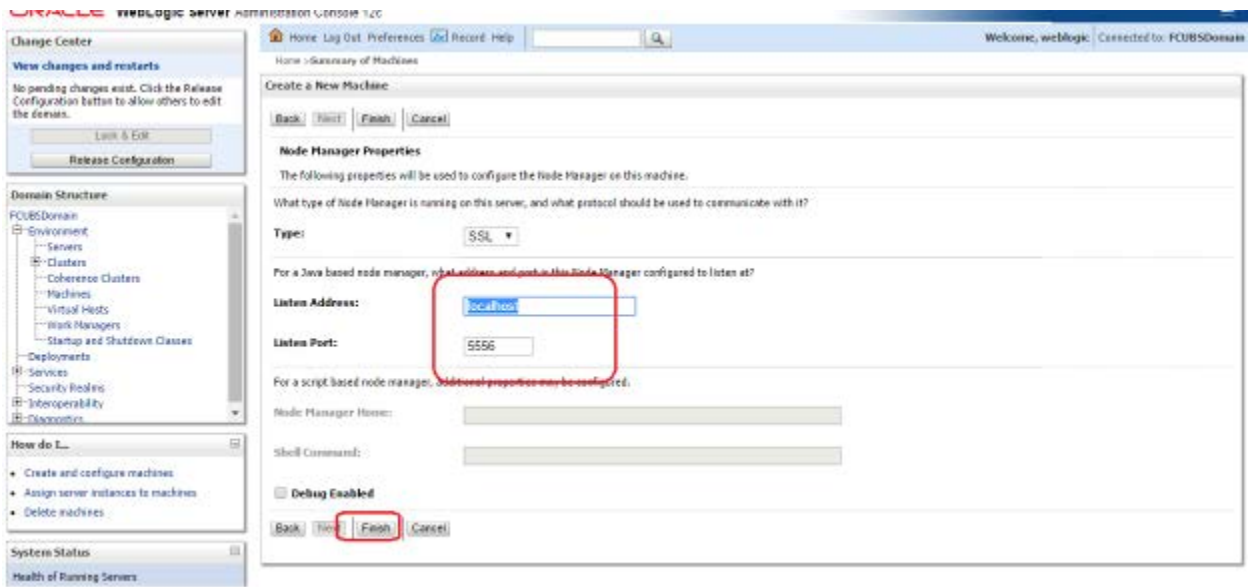 ORACLE WebLogic Server Administration Console 12c
Change Center
View changes and restarts
No pending changes exist. Click the Release
Configuration button to allow others to edit
the domain.
Lock & Edit
Release Configuration
Domain Structure
FCUBSDomain
Environment
Servers
Clusters
Coherence Clusters
Machines
Virtual Hosts
Work Managers
Startup and Shutdown Classes
Deployments
Services
Security Realms
Interoperability
Diagnostics
How do I...
Create and configure machines
Assign server instances to machines
Delete machines
System Status
Health of Running Servers
Home Log Out Preferences Record Help
Welcome, weblogic Connected to: FCUBSDomain
Home >Summary of Machines
Create a New Machine
Back Next Finish Cancel
Node Manager Properties
The following properties will be used to configure the Node Manager on this machine.
What type of Node Manager is running on this server, and what protocol should be used to communicate with it?
Type: SSL
For a Java based node manager, what address and port is this Node Manager configured to listen at?
Listen Address: localhost
Listen Port: 5556
For a script based node manager, additional properties may be configured.
Node Manager Home:
Shell Command:
Debug Enabled
Back Next Finish Cancel